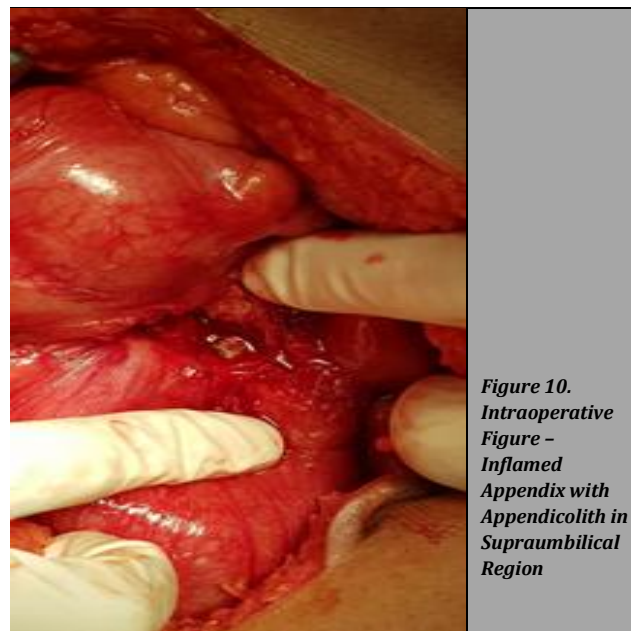 Figure 10.
Intraoperative
Figure –
Inflamed
Appendix with
Appendicolith in
Supraumbilical
Region